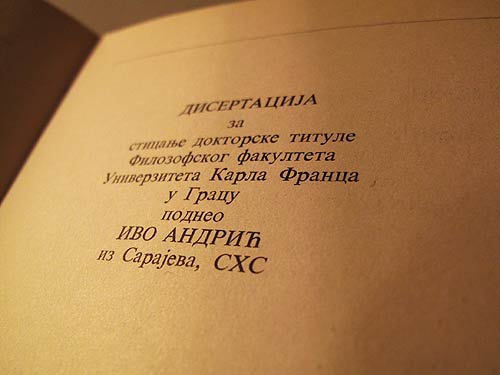 ДИСЕРТАЦИЈА
за
стицање докторске титуле
Филозофског факултета
Универзитета Карла Франца
у Грацу
поднео
ИВО АНДРИЋ
из Сарајева, СХС